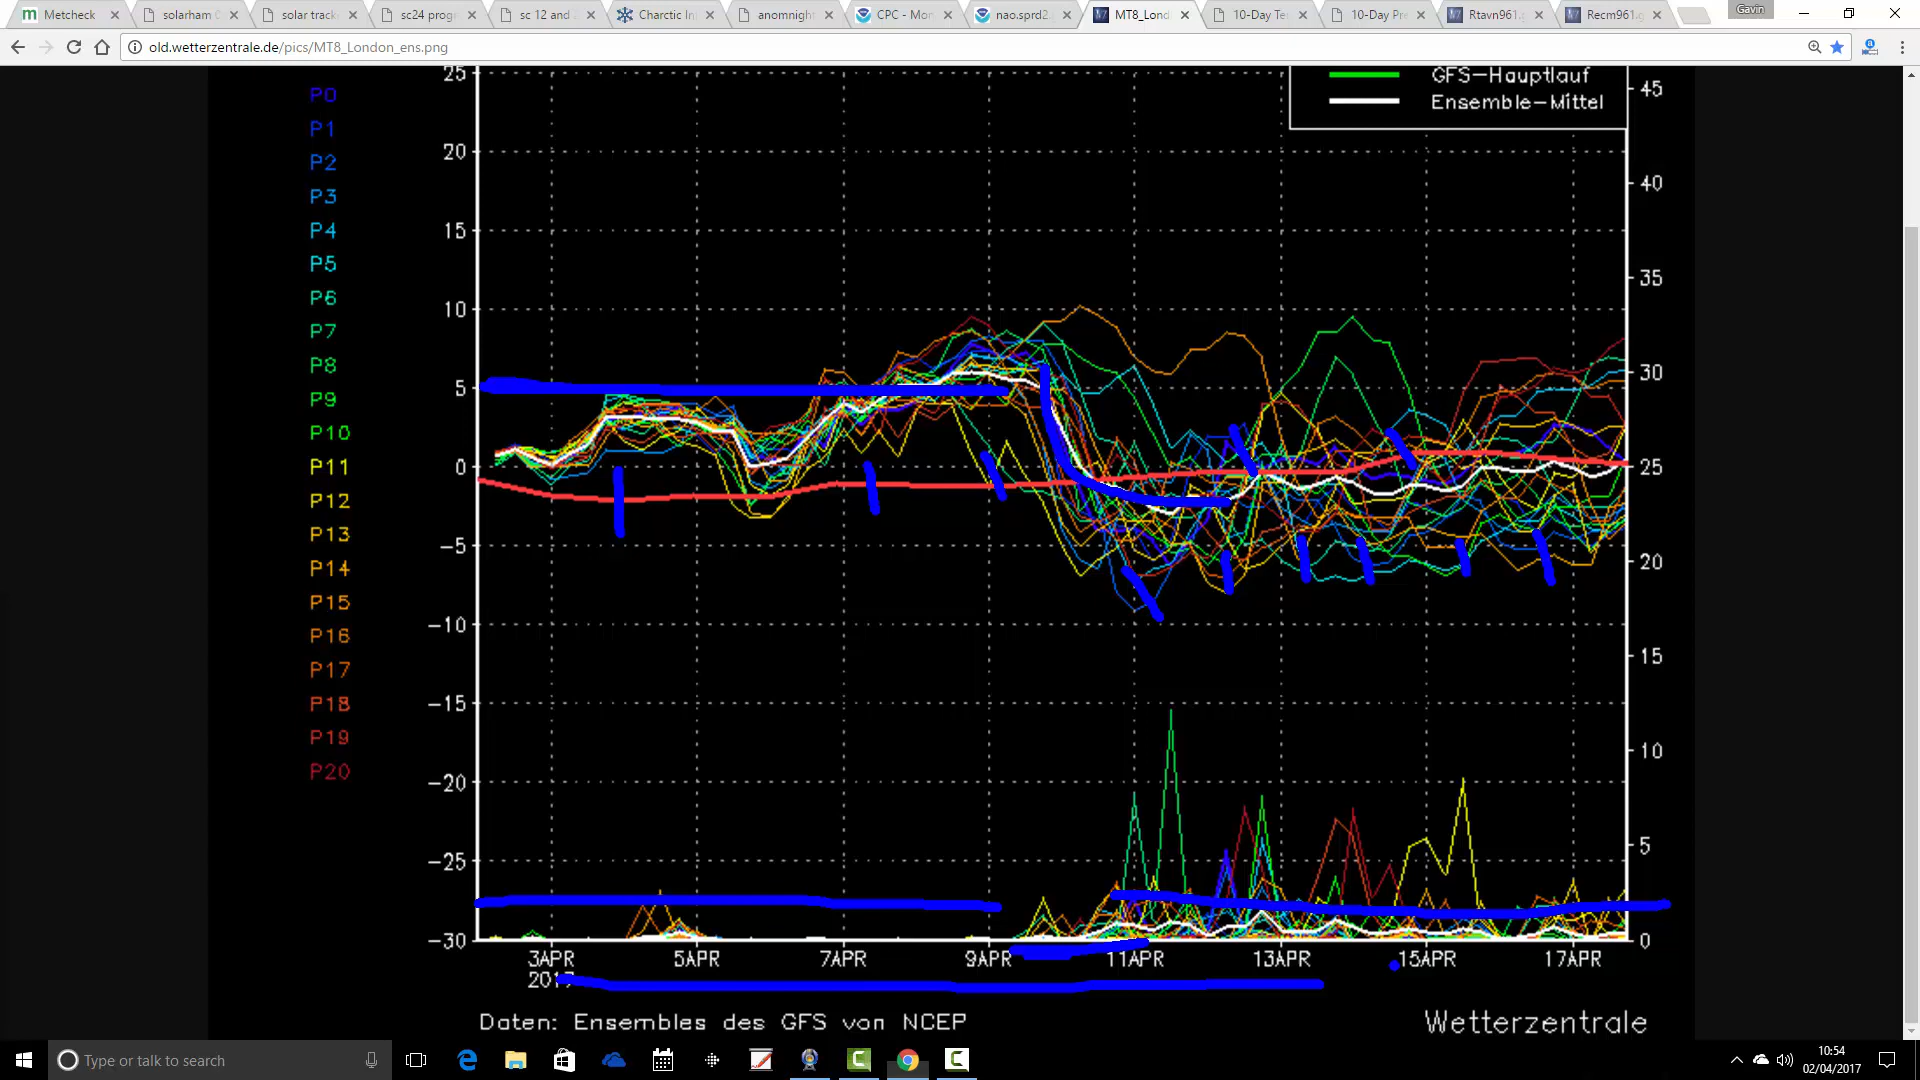 Metcheck
solarham
solar track
sc24 prog
sc 12 and
Charctic In
anomnight
CPC - Mon
nao.sprd2
MT8_Lond
10-Day Te
10-Day Pre
Rtavn961.g
Recm961.g
Gavin
old.wetterzentrale.de/pics/MT8_London_ens.png
P0
P1
P2
P3
P4
P5
P6
P7
P8
P9
P10
P11
P12
P13
P14
P15
P16
P17
P18
P19
P20
25
20
15
10
5
0
-5
-10
-15
-20
-25
-30
GFS-Hauptlauf
Ensemble-Mittel
45
40
35
30
25
20
15
10
5
0
3APR 5APR 7APR 9APR 11APR 13APR 15APR 17APR
2017
Daten: Ensembles des GFS von NCEP
Wetterzentrale
Type or talk to search
10:54
02/04/2017